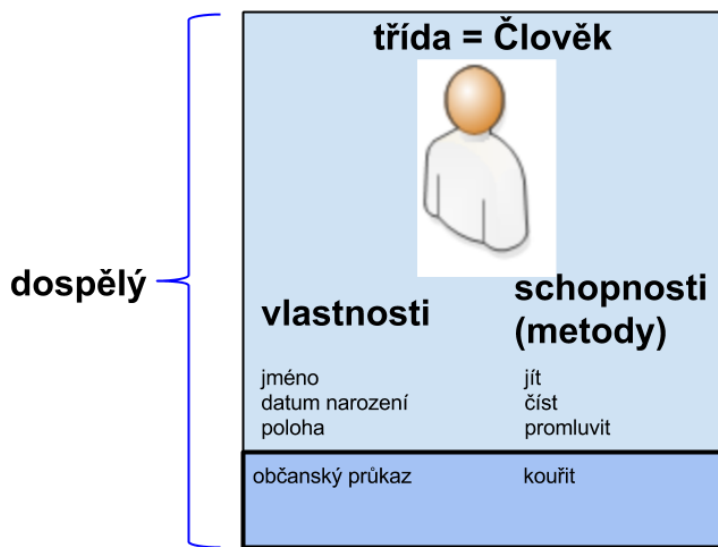 třída = Člověk
dospělý
vlastnosti
schopnosti
(metody)
jméno
datum narození
poloha
jít
číst
promluvit
občanský průkaz
kouřit